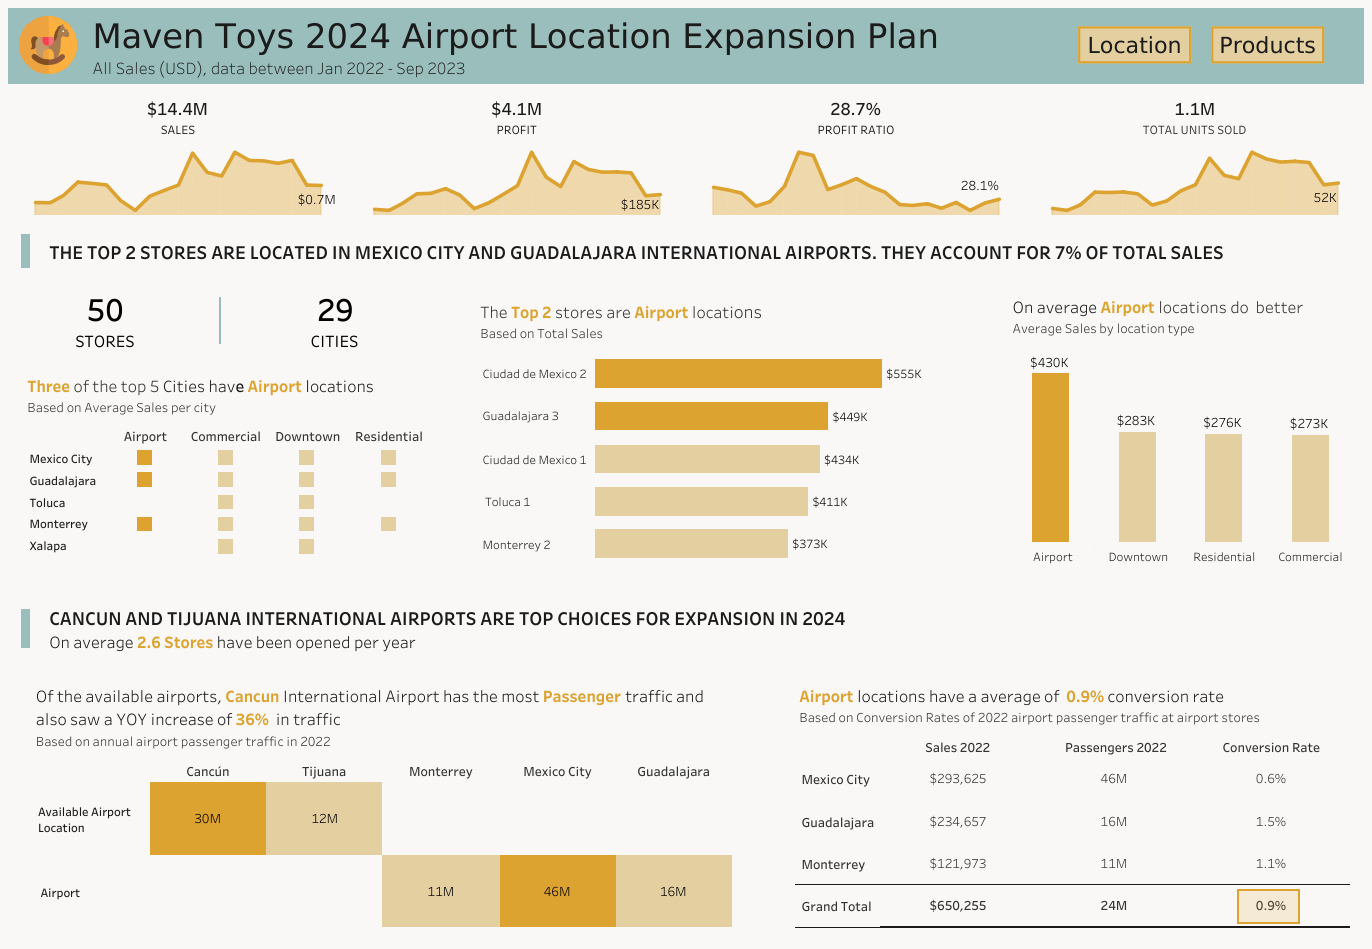 Maven Toys 2024 Airport Location Expansion Plan
All Sales (USD), data between Jan 2022 - Sep 2023
Location
Products
$14.4M
SALES
$0.7M
$4.1M
PROFIT
$185K
28.7%
PROFIT RATIO
28.1%
1.1M
TOTAL UNITS SOLD
52K
THE TOP 2 STORES ARE LOCATED IN MEXICO CITY AND GUADALAJARA INTERNATIONAL AIRPORTS. THEY ACCOUNT FOR 7% OF TOTAL SALES
50
STORES
29
CITIES
Three of the top 5 Cities have Airport locations
Based on Average Sales per city
Airport Commercial Downtown Residential
Mexico City
Guadalajara
Toluca
Monterrey
Xalapa
The Top 2 stores are Airport locations
Based on Total Sales
Ciudad de Mexico 2 $555K
Guadalajara 3 $449K
Ciudad de Mexico 1 $434K
Toluca 1 $411K
Monterrey 2 $373K
On average Airport locations do better
Average Sales by location type
$430K $283K $276K $273K
Airport Downtown Residential Commercial
CANCUN AND TIJUANA INTERNATIONAL AIRPORTS ARE TOP CHOICES FOR EXPANSION IN 2024
On average 2.6 Stores have been opened per year
Of the available airports, Cancun International Airport has the most Passenger traffic and
also saw a YOY increase of 36% in traffic
Based on annual airport passenger traffic in 2022
Cancún Tijuana Monterrey Mexico City Guadalajara
Available Airport
Location
30M 12M
Airport 11M 46M 16M
Airport locations have a average of 0.9% conversion rate
Based on Conversion Rates of 2022 airport passenger traffic at airport stores
Sales 2022 Passengers 2022 Conversion Rate
Mexico City $293,625 46M 0.6%
Guadalajara $234,657 16M 1.5%
Monterrey $121,973 11M 1.1%
Grand Total $650,255 24M 0.9%